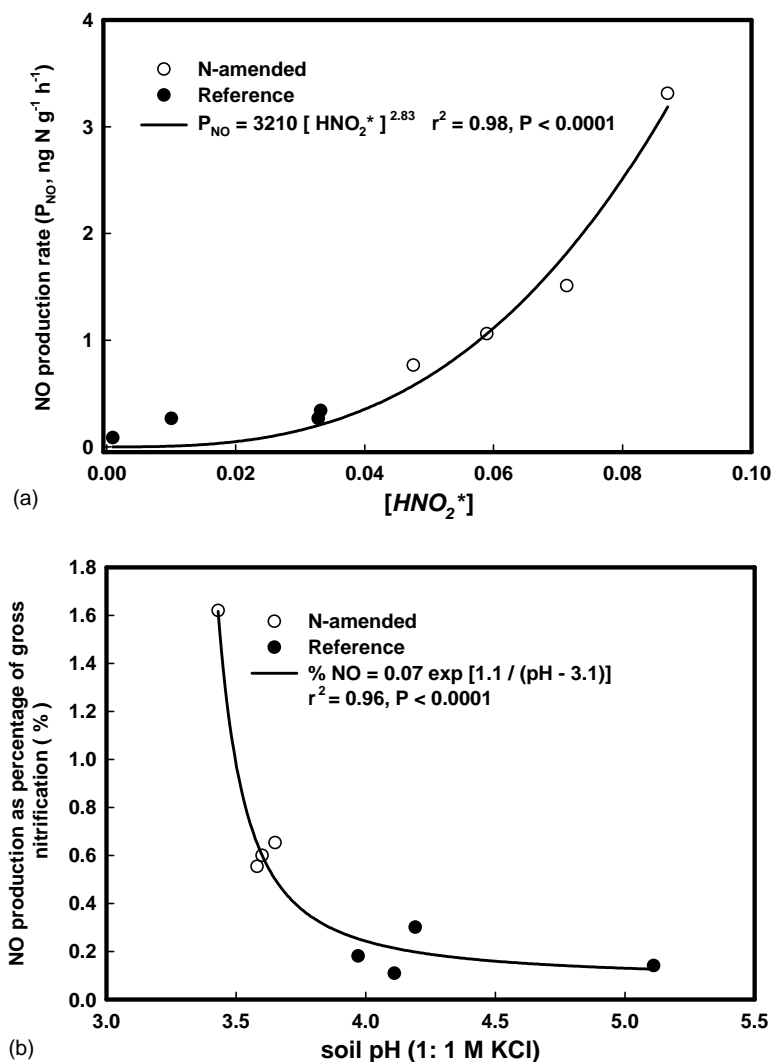 4
3
2
1
0
NO production rate (P_NO, ng N g⁻¹ h⁻¹)
N-amended
Reference
P_NO = 3210 [ HNO₂* ]^2.83 r² = 0.98, P < 0.0001
0.00 0.02 0.04 0.06 0.08 0.10
[HNO₂*]
(a)
1.8
1.6
1.4
1.2
1.0
0.8
0.6
0.4
0.2
0.0
NO production as percentage of gross
nitrification ( %)
N-amended
Reference
% NO = 0.07 exp [1.1 / (pH - 3.1)]
r² = 0.96, P < 0.0001
3.0 3.5 4.0 4.5 5.0 5.5
soil pH (1: 1 M KCl)
(b)